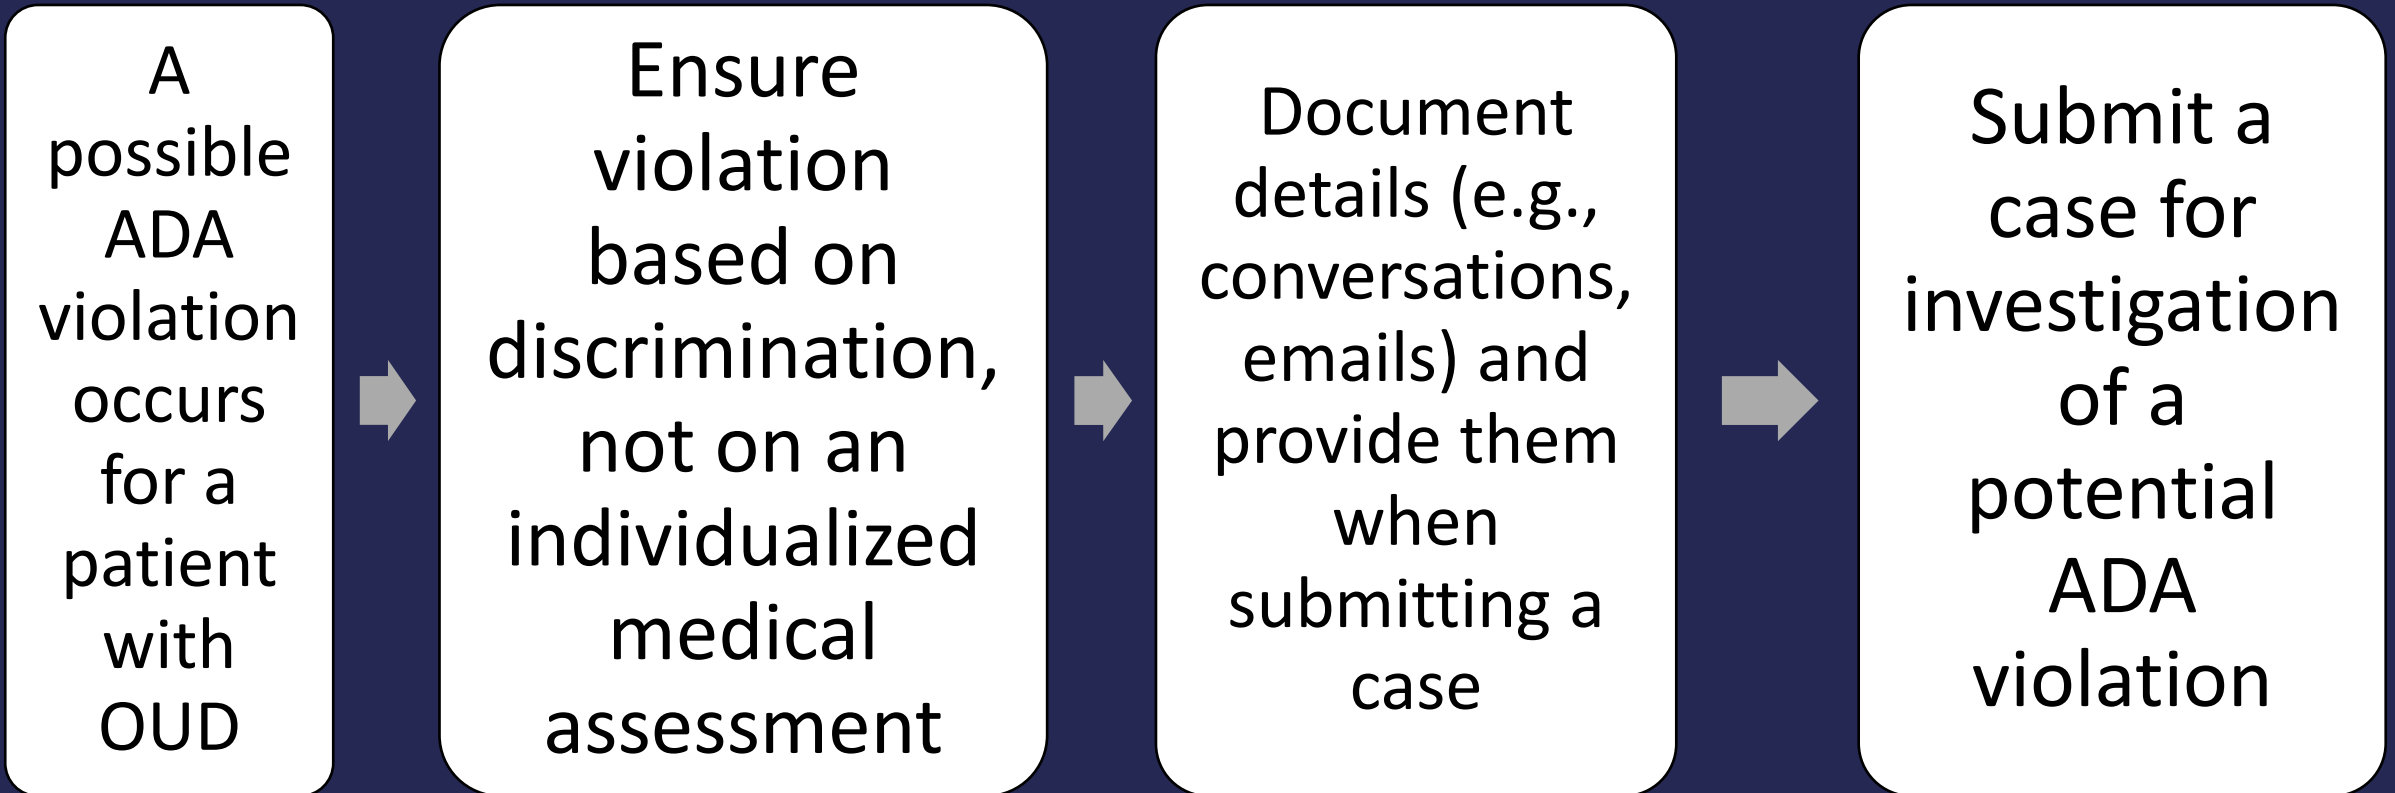 A
possible
ADA
violation
occurs
for a
patient
with
OUD
Ensure
violation
based on
discrimination,
not on an
individualized
medical
assessment
Document
details (e.g.,
conversations,
emails) and
provide them
when
submitting a
case
Submit a
case for
investigation
of a
potential
ADA
violation